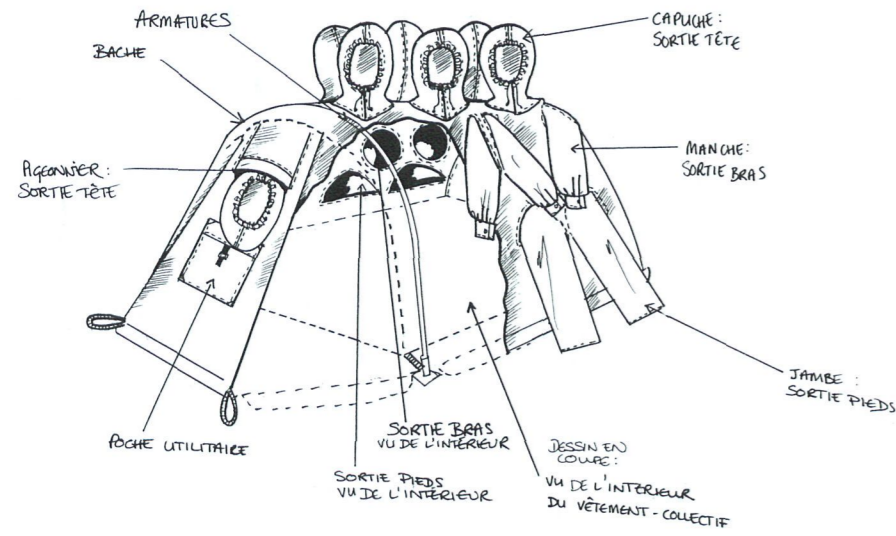 ARMATURES
BACHE
CAPUCHE :
SORTIE TÊTE
PIGEONNIER :
SORTIE TÊTE
MANCHE :
SORTIE BRAS
JAMBE :
SORTIE PIEDS
POCHE UTILITAIRE
SORTIE BRAS
VU DE L'INTÉRIEUR
SORTIE PIEDS
VU DE L'INTÉRIEUR
DESSIN EN
COUPE :
VU DE L'INTERIEUR
DU VÊTEMENT-COLLECTIF